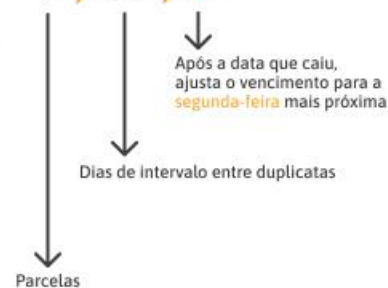 Após a data que caiu,
ajusta o vencimento para a
segunda-feira mais próxima
Dias de intervalo entre duplicatas
Parcelas